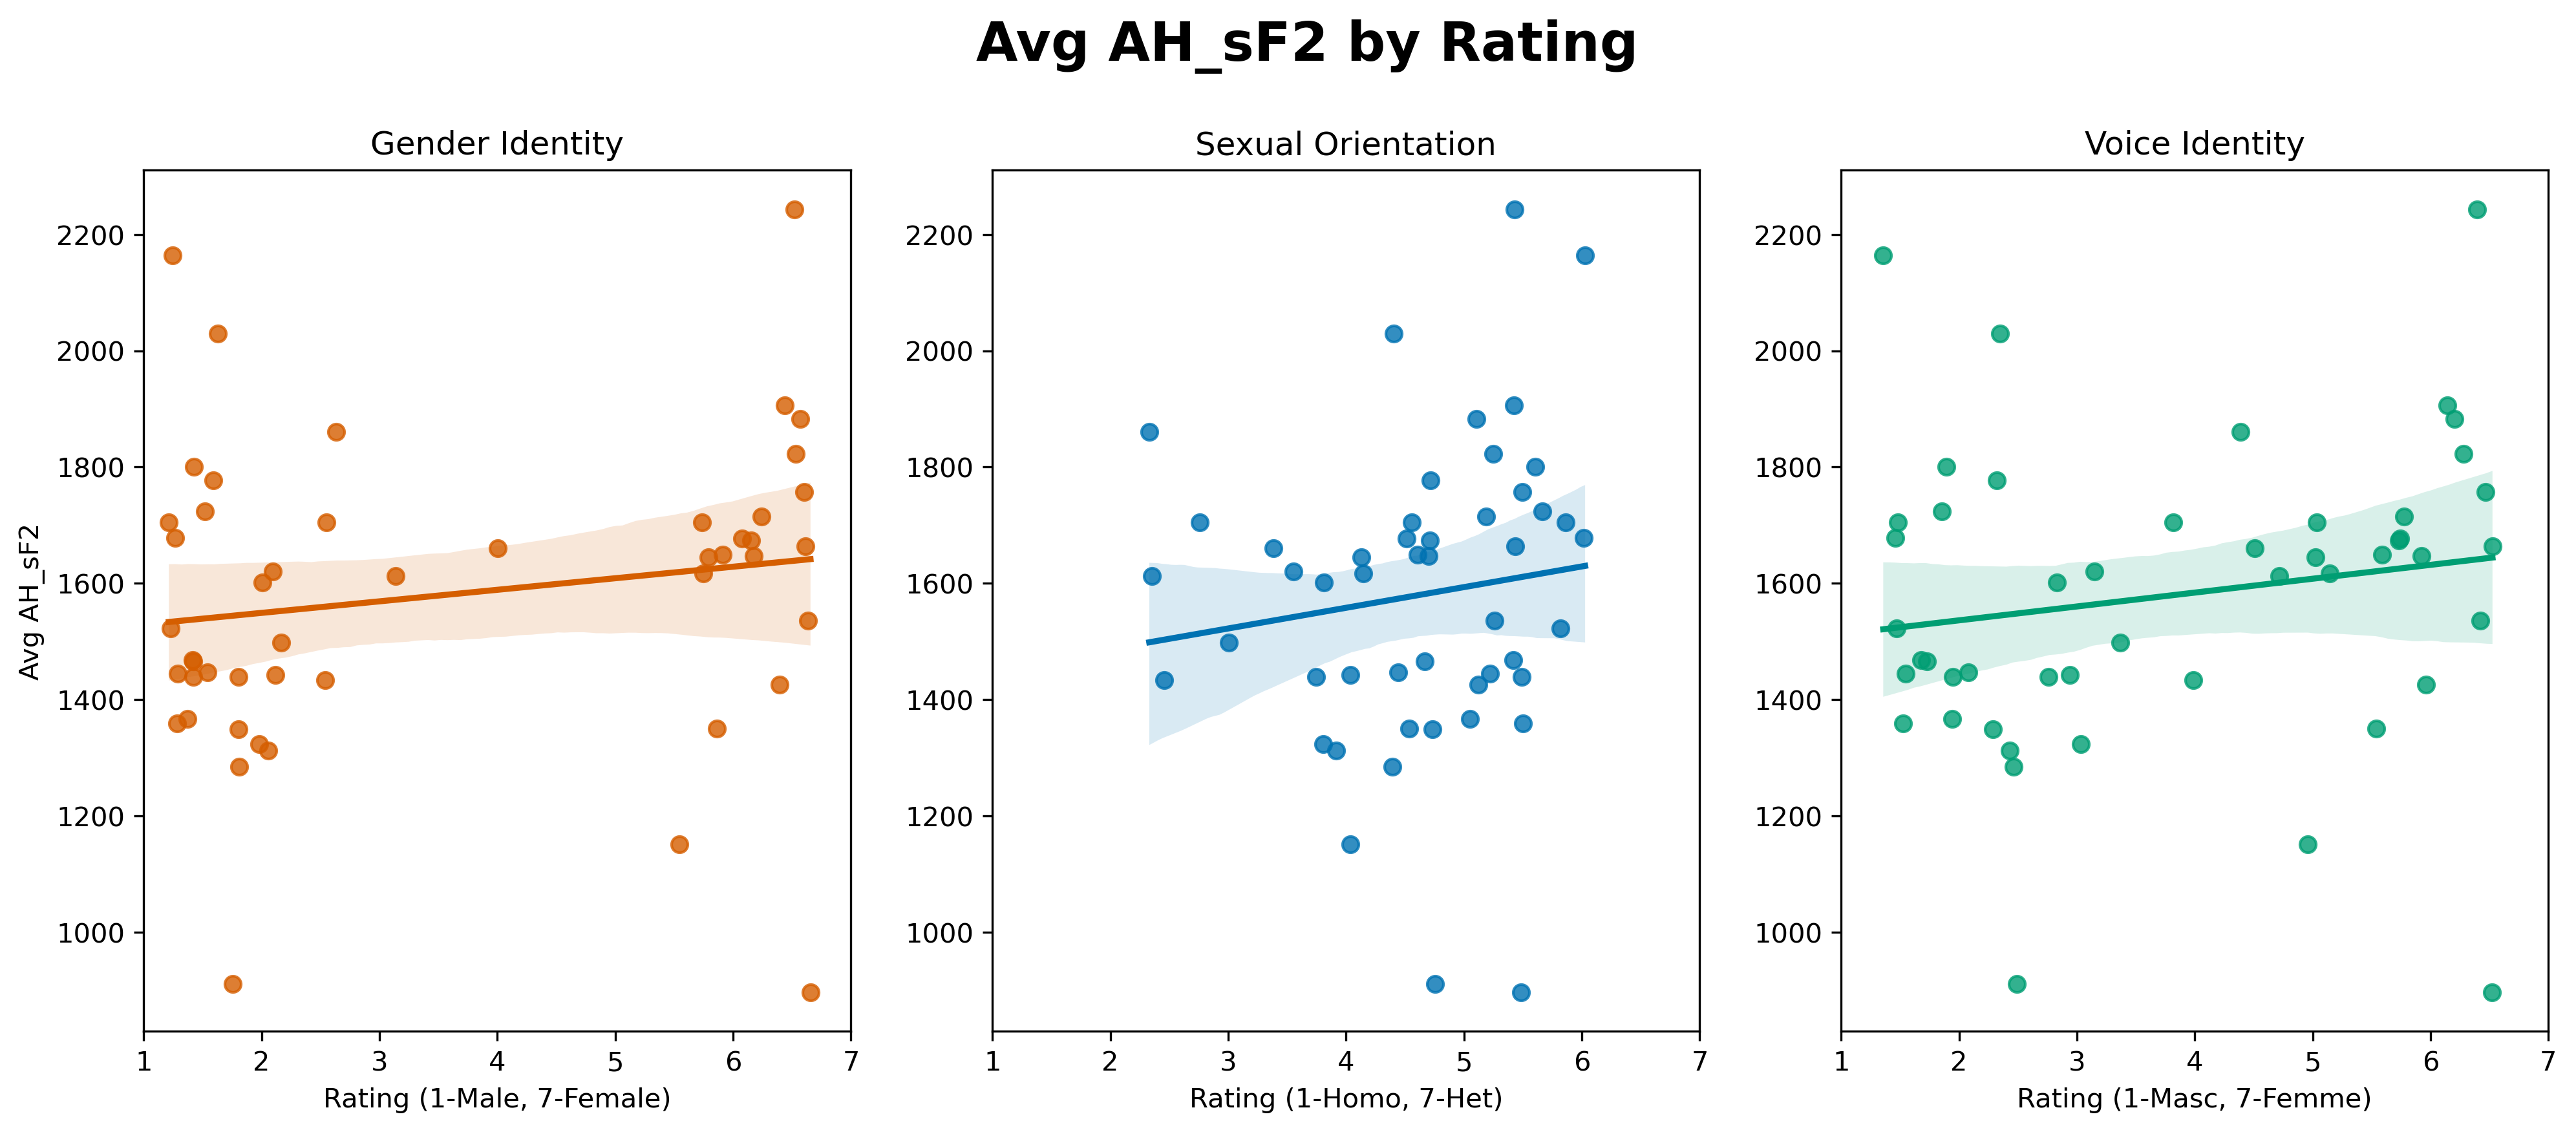 Avg AH_sF2 by Rating
Gender Identity
Sexual Orientation
Voice Identity
Avg AH_sF2
2200
2000
1800
1600
1400
1200
1000
2200
2000
1800
1600
1400
1200
1000
2200
2000
1800
1600
1400
1200
1000
1 2 3 4 5 6 7
1 2 3 4 5 6 7
1 2 3 4 5 6 7
Rating (1-Male, 7-Female)
Rating (1-Homo, 7-Het)
Rating (1-Masc, 7-Femme)